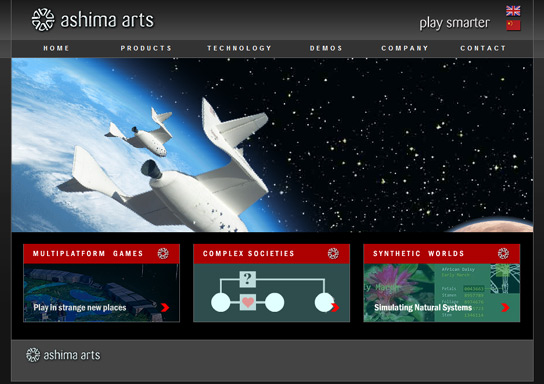 ashima arts
play smarter
HOME PRODUCTS TECHNOLOGY DEMOS COMPANY CONTACT
MULTIPLATFORM GAMES
COMPLEX SOCIETIES
SYNTHETIC WORLDS
?
African Daisy
Petals
Play in strange new places
Simulating Natural Systems
ashima arts